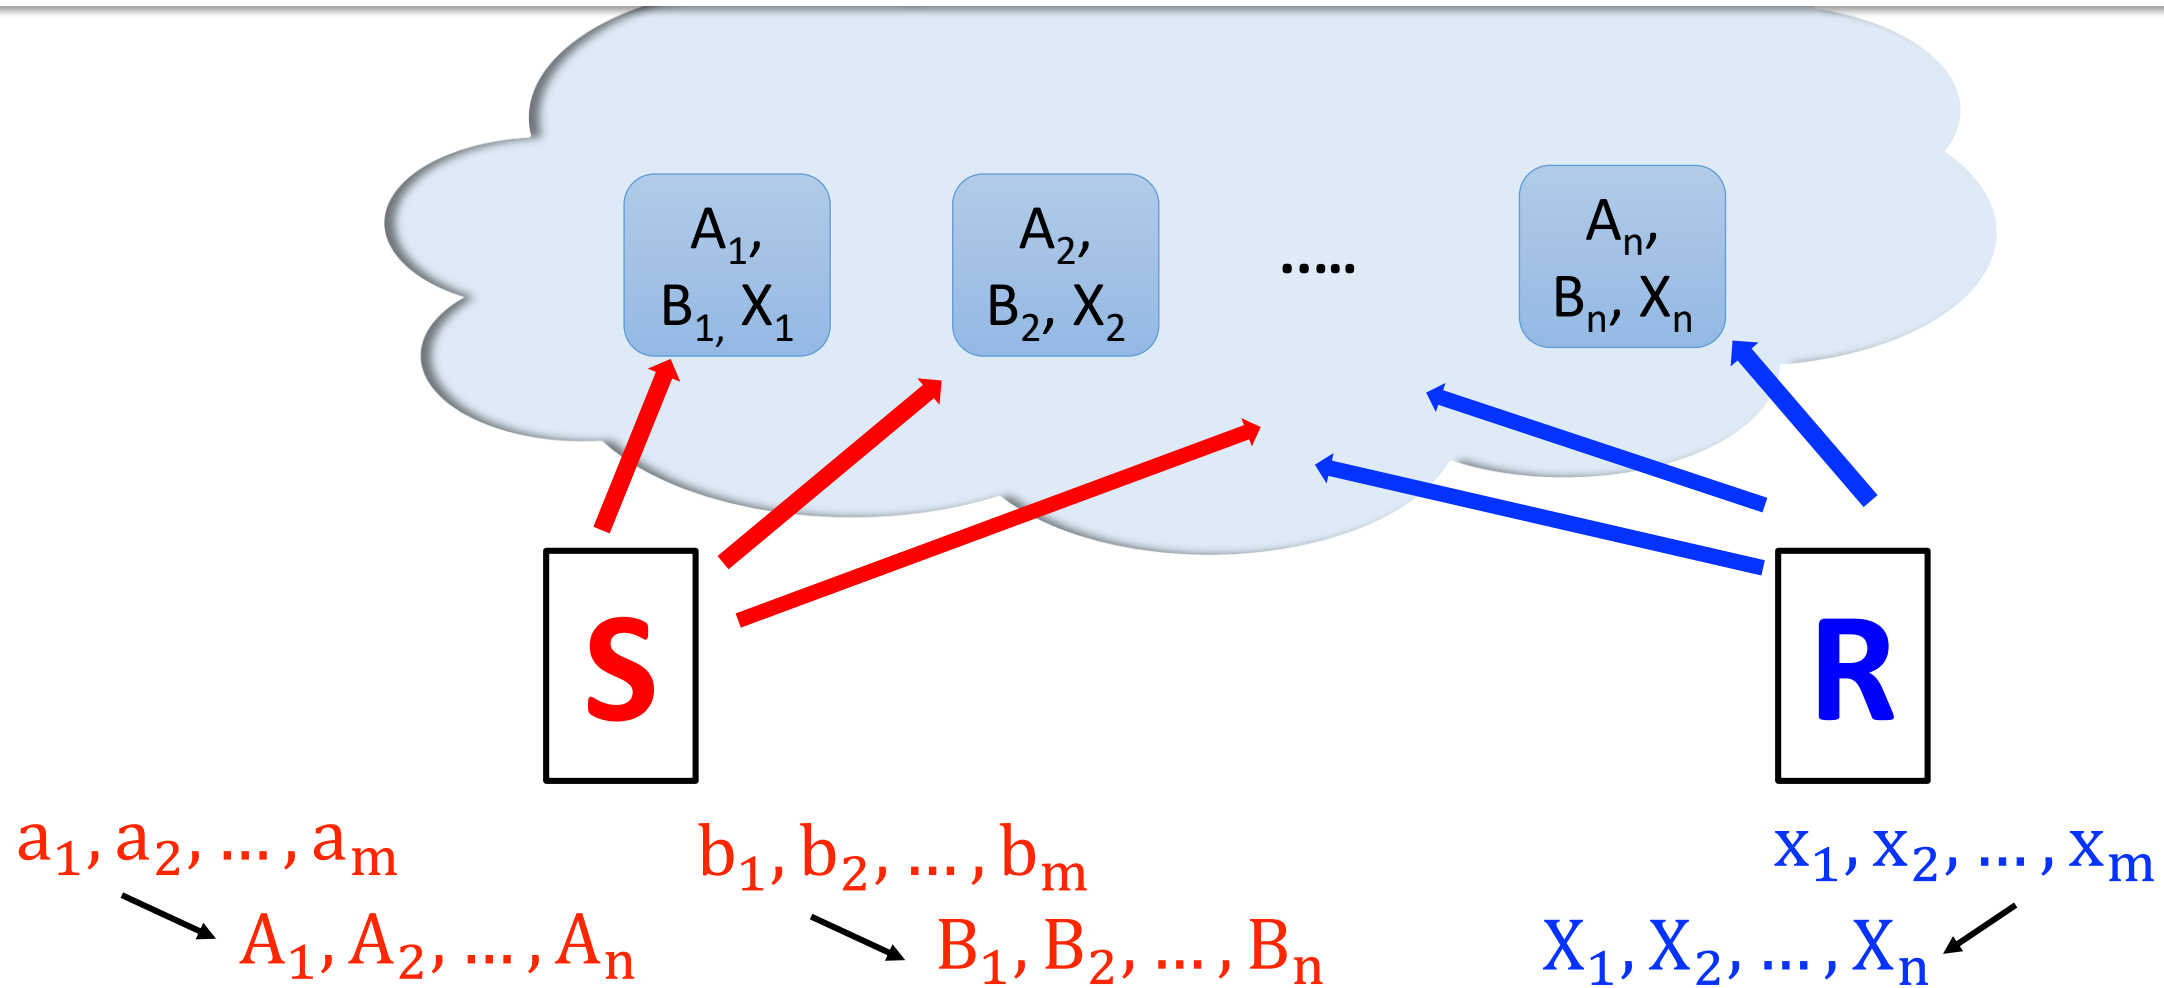 A₁,
B₁, X₁
A₂,
B₂, X₂
.....
Aₙ,
Bₙ, Xₙ
S
R
a₁, a₂, … , aₘ
b₁, b₂, … , bₘ
x₁, x₂, … , xₘ
A₁, A₂, … , Aₙ
B₁, B₂, … , Bₙ
X₁, X₂, … , Xₙ